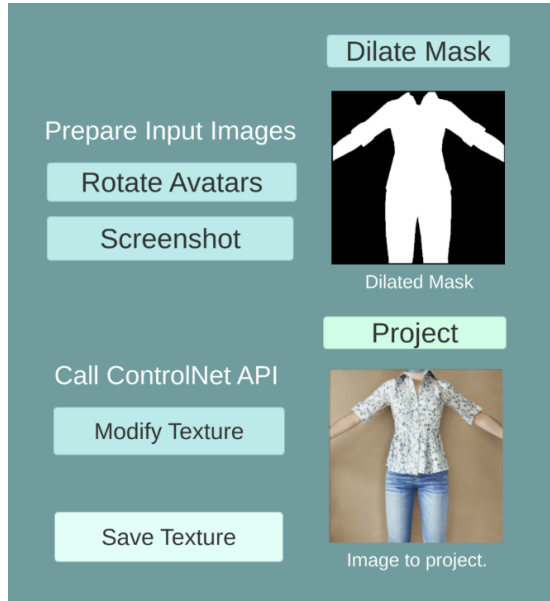 Dilate Mask
Prepare Input Images
Rotate Avatars
Screenshot
Dilated Mask
Project
Call ControlNet API
Modify Texture
Save Texture
Image to project.